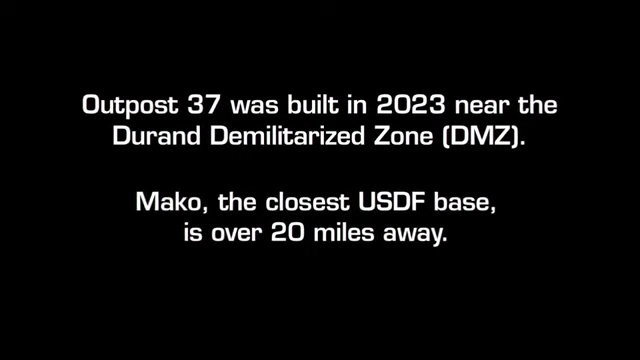 Outpost 37 was built in 2023 near the
Durand Demilitarized Zone (DMZ).
Mako, the closest USDF base,
is over 20 miles away.